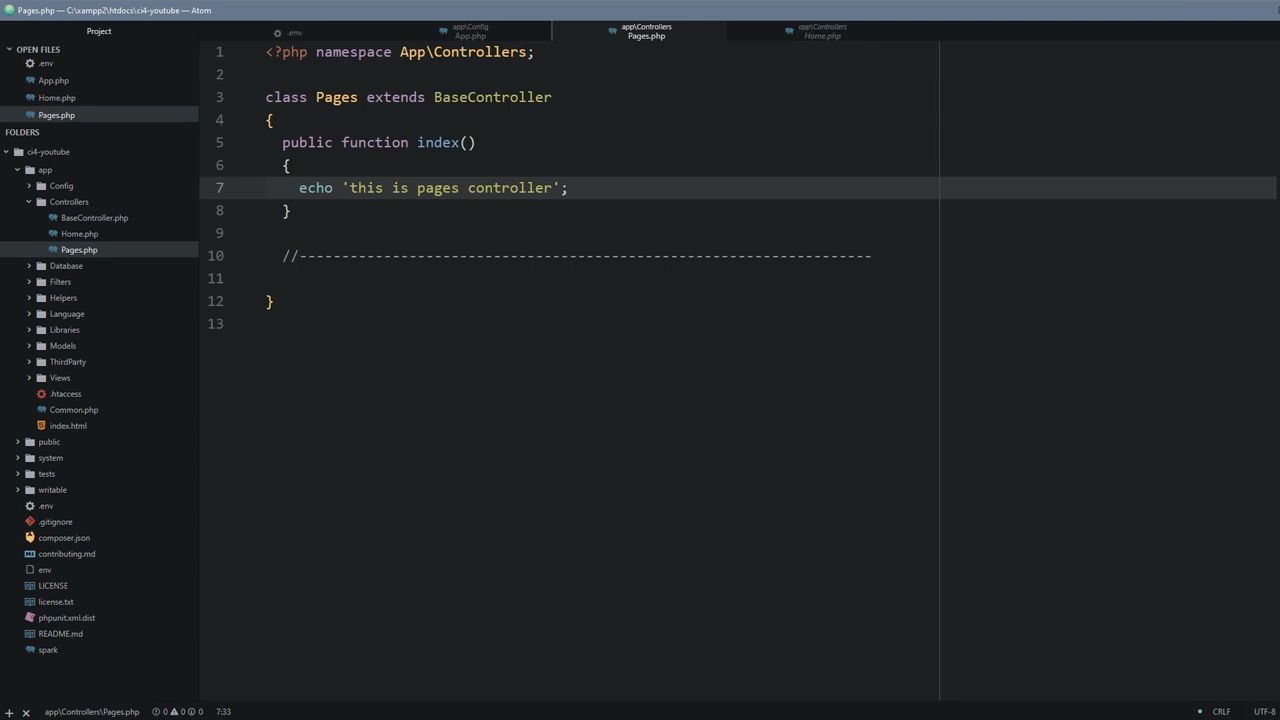 Pages.php — C:\xampp2\htdocs\ci4-youtube — Atom
Project
OPEN FILES
.env
App.php
Home.php
Pages.php
FOLDERS
ci4-youtube
app
Config
Controllers
BaseController.php
Home.php
Pages.php
Database
Filters
Helpers
Language
Libraries
Models
ThirdParty
Views
.htaccess
Common.php
index.html
public
system
tests
writable
.env
.gitignore
composer.json
contributing.md
env
LICENSE
license.txt
phpunit.xml.dist
README.md
spark
.env
app\Config
App.php
app\Controllers
Pages.php
app\Controllers
Home.php
1 <?php namespace App\Controllers;
2
3 class Pages extends BaseController
4 {
5 public function index()
6 {
7 echo 'this is pages controller';
8 }
9
10 //--------------------------------------------------------------------
11
12 }
13
app\Controllers\Pages.php 0 0 0 7:33
CRLF UTF-8